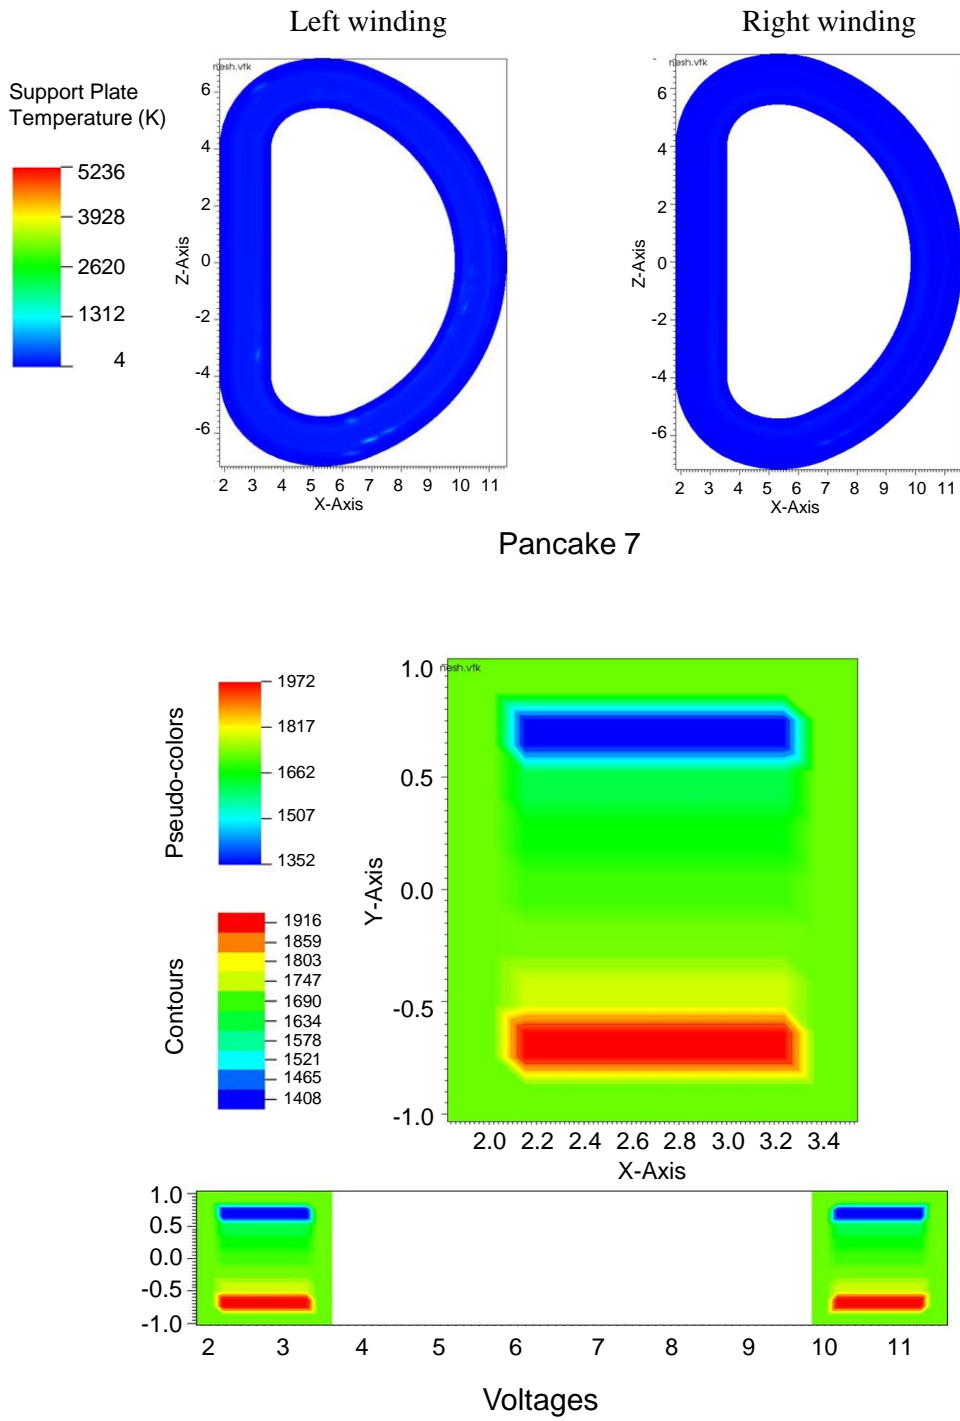 Left winding
Right winding
Support Plate
Temperature (K)
5236
3928
2620
1312
4
mesh.vtk
6
4
2
0
-2
-4
-6
Z-Axis
2 3 4 5 6 7 8 9 10 11
X-Axis
mesh.vtk
6
4
2
0
-2
-4
-6
Z-Axis
2 3 4 5 6 7 8 9 10 11
X-Axis
Pancake 7
Pseudo-colors
1972
1817
1662
1507
1352
Contours
1916
1859
1803
1747
1690
1634
1578
1521
1465
1408
mesh.vtk
1.0
0.5
0.0
-0.5
-1.0
Y-Axis
2.0 2.2 2.4 2.6 2.8 3.0 3.2 3.4
X-Axis
1.0
0.5
0.0
-0.5
-1.0
2 3 4 5 6 7 8 9 10 11
Voltages